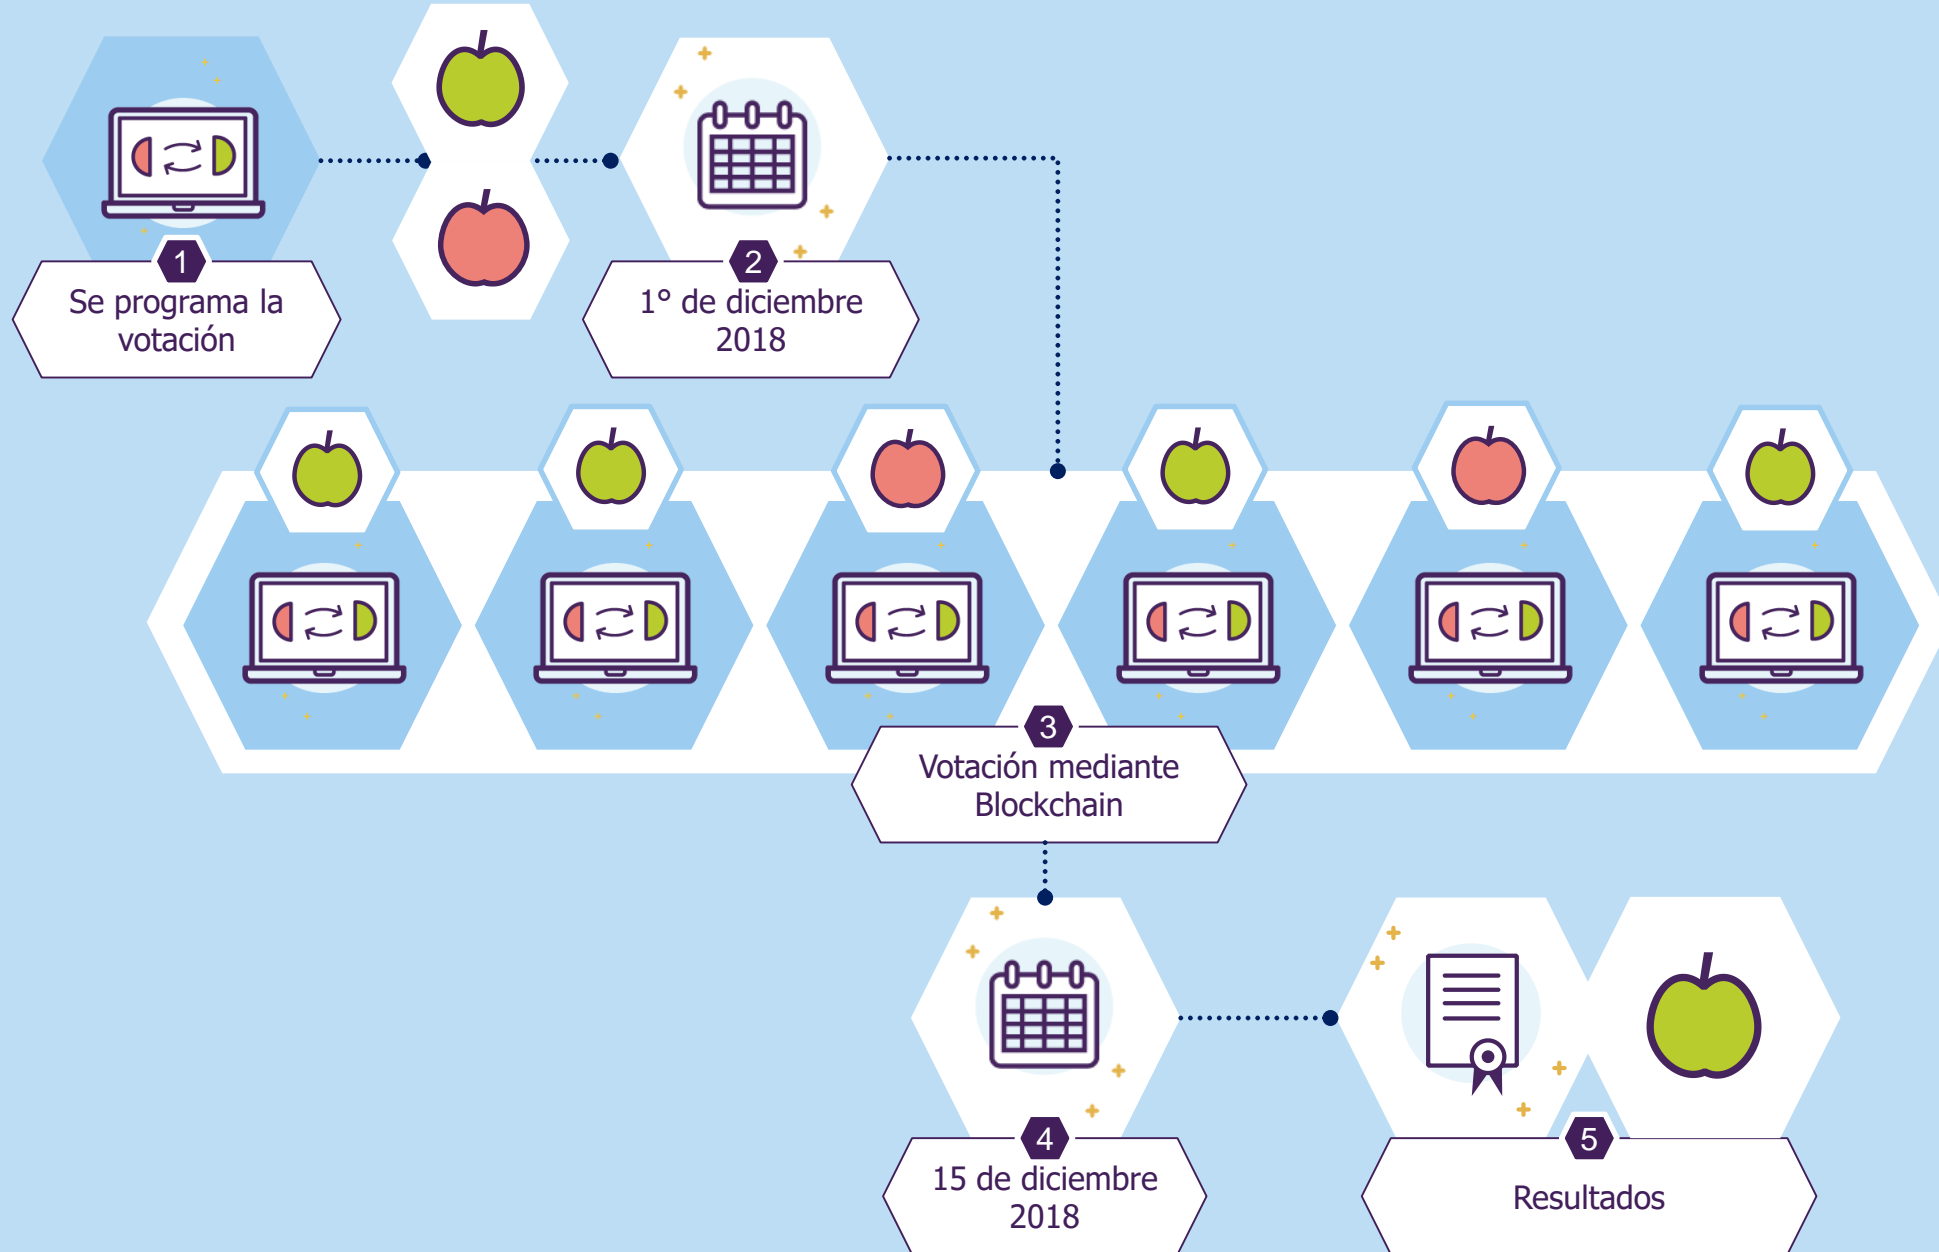 1
Se programa la
votación
2
1° de diciembre
2018
3
Votación mediante
Blockchain
4
15 de diciembre
2018
5
Resultados